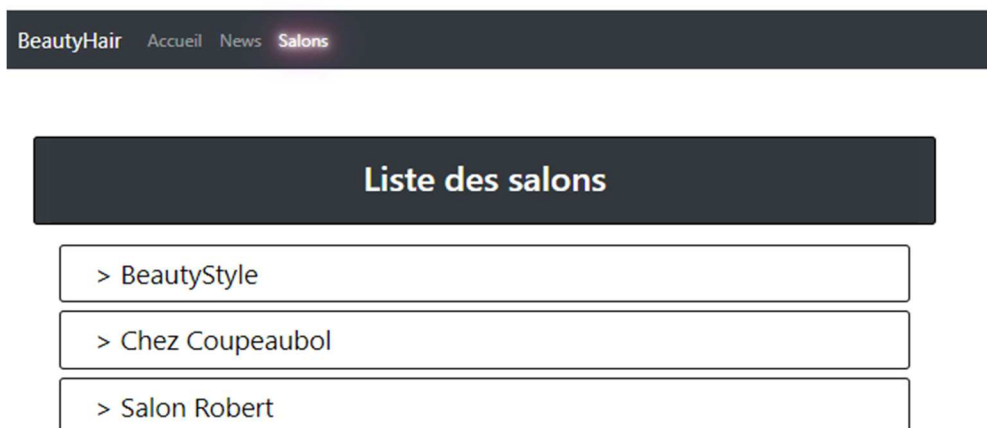 BeautyHair Accueil News Salons
Liste des salons
> BeautyStyle
> Chez Coupeaubol
> Salon Robert